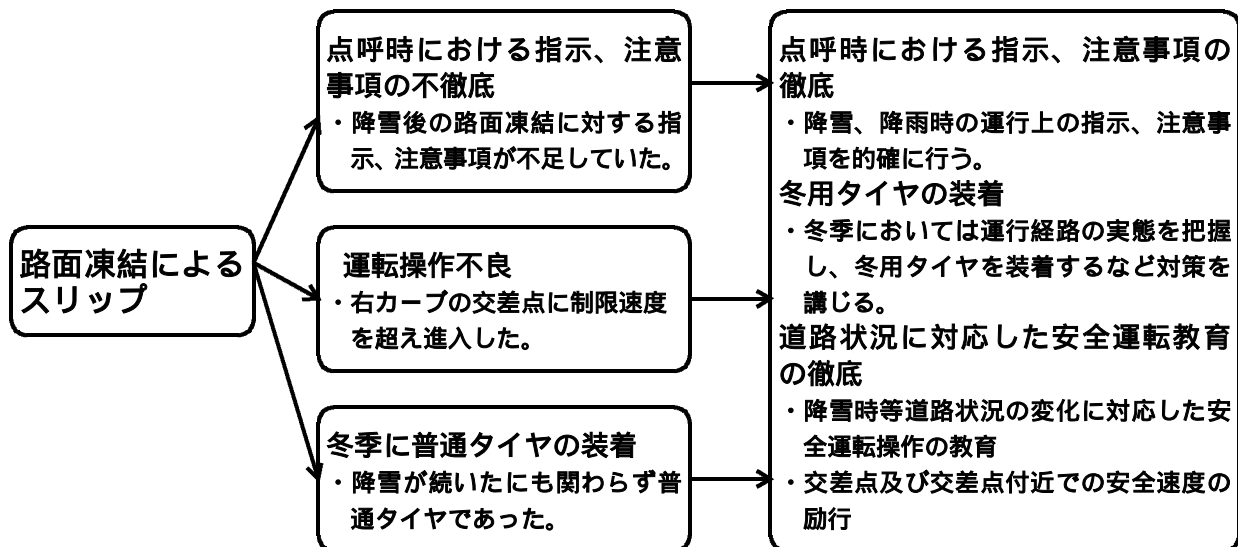 路面凍結による
スリップ
点呼時における指示、注意
事項の不徹底
・降雪後の路面凍結に対する指
示、注意事項が不足していた。
運転操作不良
・右カーブの交差点に制限速度
を超え進入した。
冬季に普通タイヤの装着
・降雪が続いたにも関わらず普
通タイヤであった。
点呼時における指示、注意事項の
徹底
・降雪、降雨時の運行上の指示、注意事
項を的確に行う。
冬用タイヤの装着
・冬季においては運行経路の実態を把握
し、冬用タイヤを装着するなど対策を
講じる。
道路状況に対応した安全運転教育
の徹底
・降雪時等道路状況の変化に対応した安
全運転操作の教育
・交差点及び交差点付近での安全速度の
励行